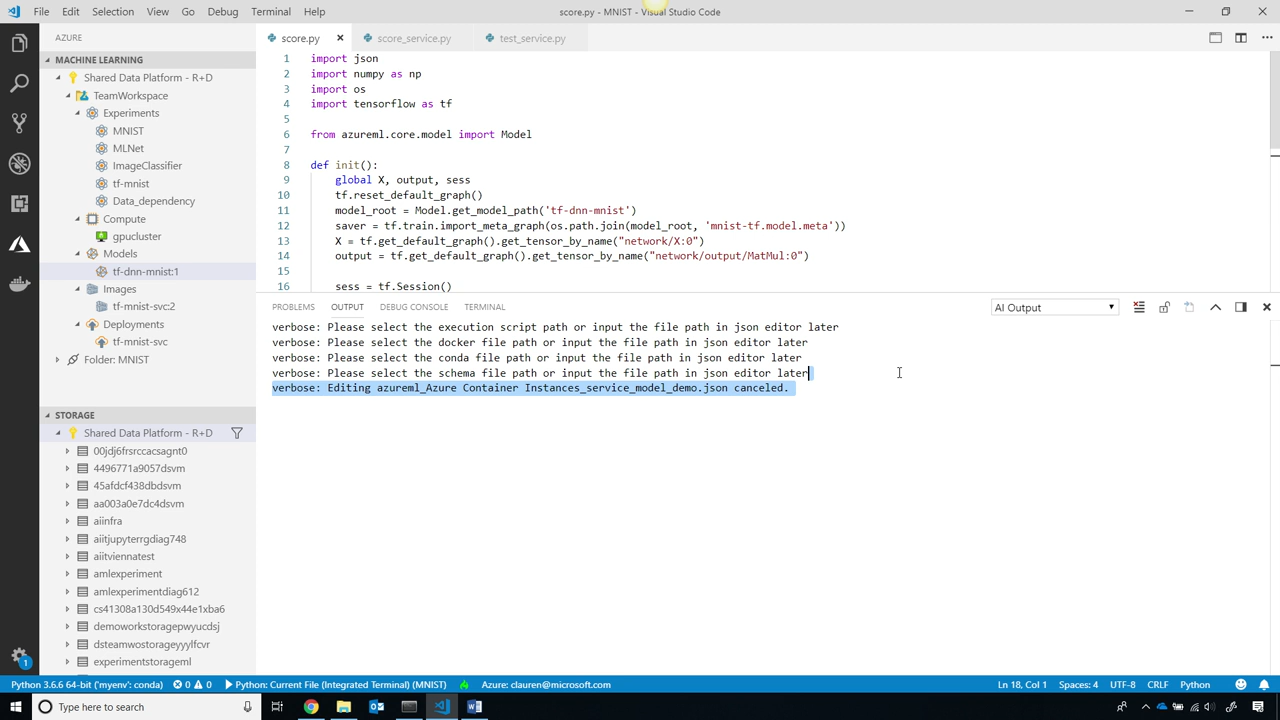 File Edit Selection View Go Debug Terminal Help
score.py - MNIST - Visual Studio Code
AZURE
MACHINE LEARNING
Shared Data Platform - R+D
TeamWorkspace
Experiments
MNIST
MLNet
ImageClassifier
tf-mnist
Data_dependency
Compute
gpucluster
Models
tf-dnn-mnist:1
Images
tf-mnist-svc:2
Deployments
tf-mnist-svc
Folder: MNIST
STORAGE
Shared Data Platform - R+D
00jdj6frsrccacsagnt0
4496771a9057dsvm
45afdcf438dbdsvm
aa003a0e7dc4dsvm
aiinfra
aiitjupyterrgdiag748
aiitviennatest
amlexperiment
amlexperimentdiag612
cs41308a130d549x44e1xba6
demoworkstoragepwyucdsj
dsteamwostorageyyylfcvr
experimentstorageml
score.py
score_service.py
test_service.py
1 import json
2 import numpy as np
3 import os
4 import tensorflow as tf
5
6 from azureml.core.model import Model
7
8 def init():
9 global X, output, sess
10 tf.reset_default_graph()
11 model_root = Model.get_model_path('tf-dnn-mnist')
12 saver = tf.train.import_meta_graph(os.path.join(model_root, 'mnist-tf.model.meta'))
13 X = tf.get_default_graph().get_tensor_by_name("network/X:0")
14 output = tf.get_default_graph().get_tensor_by_name("network/output/MatMul:0")
15
16 sess = tf.Session()
PROBLEMS OUTPUT DEBUG CONSOLE TERMINAL
AI Output
verbose: Please select the execution script path or input the file path in json editor later
verbose: Please select the docker file path or input the file path in json editor later
verbose: Please select the conda file path or input the file path in json editor later
verbose: Please select the schema file path or input the file path in json editor later
verbose: Editing azureml_Azure Container Instances_service_model_demo.json canceled.
1
Python 3.6.6 64-bit ('myenv': conda) 0 0 Python: Current File (Integrated Terminal) (MNIST) Azure: clauren@microsoft.com
Ln 18, Col 1 Spaces: 4 UTF-8 CRLF Python
Type here to search